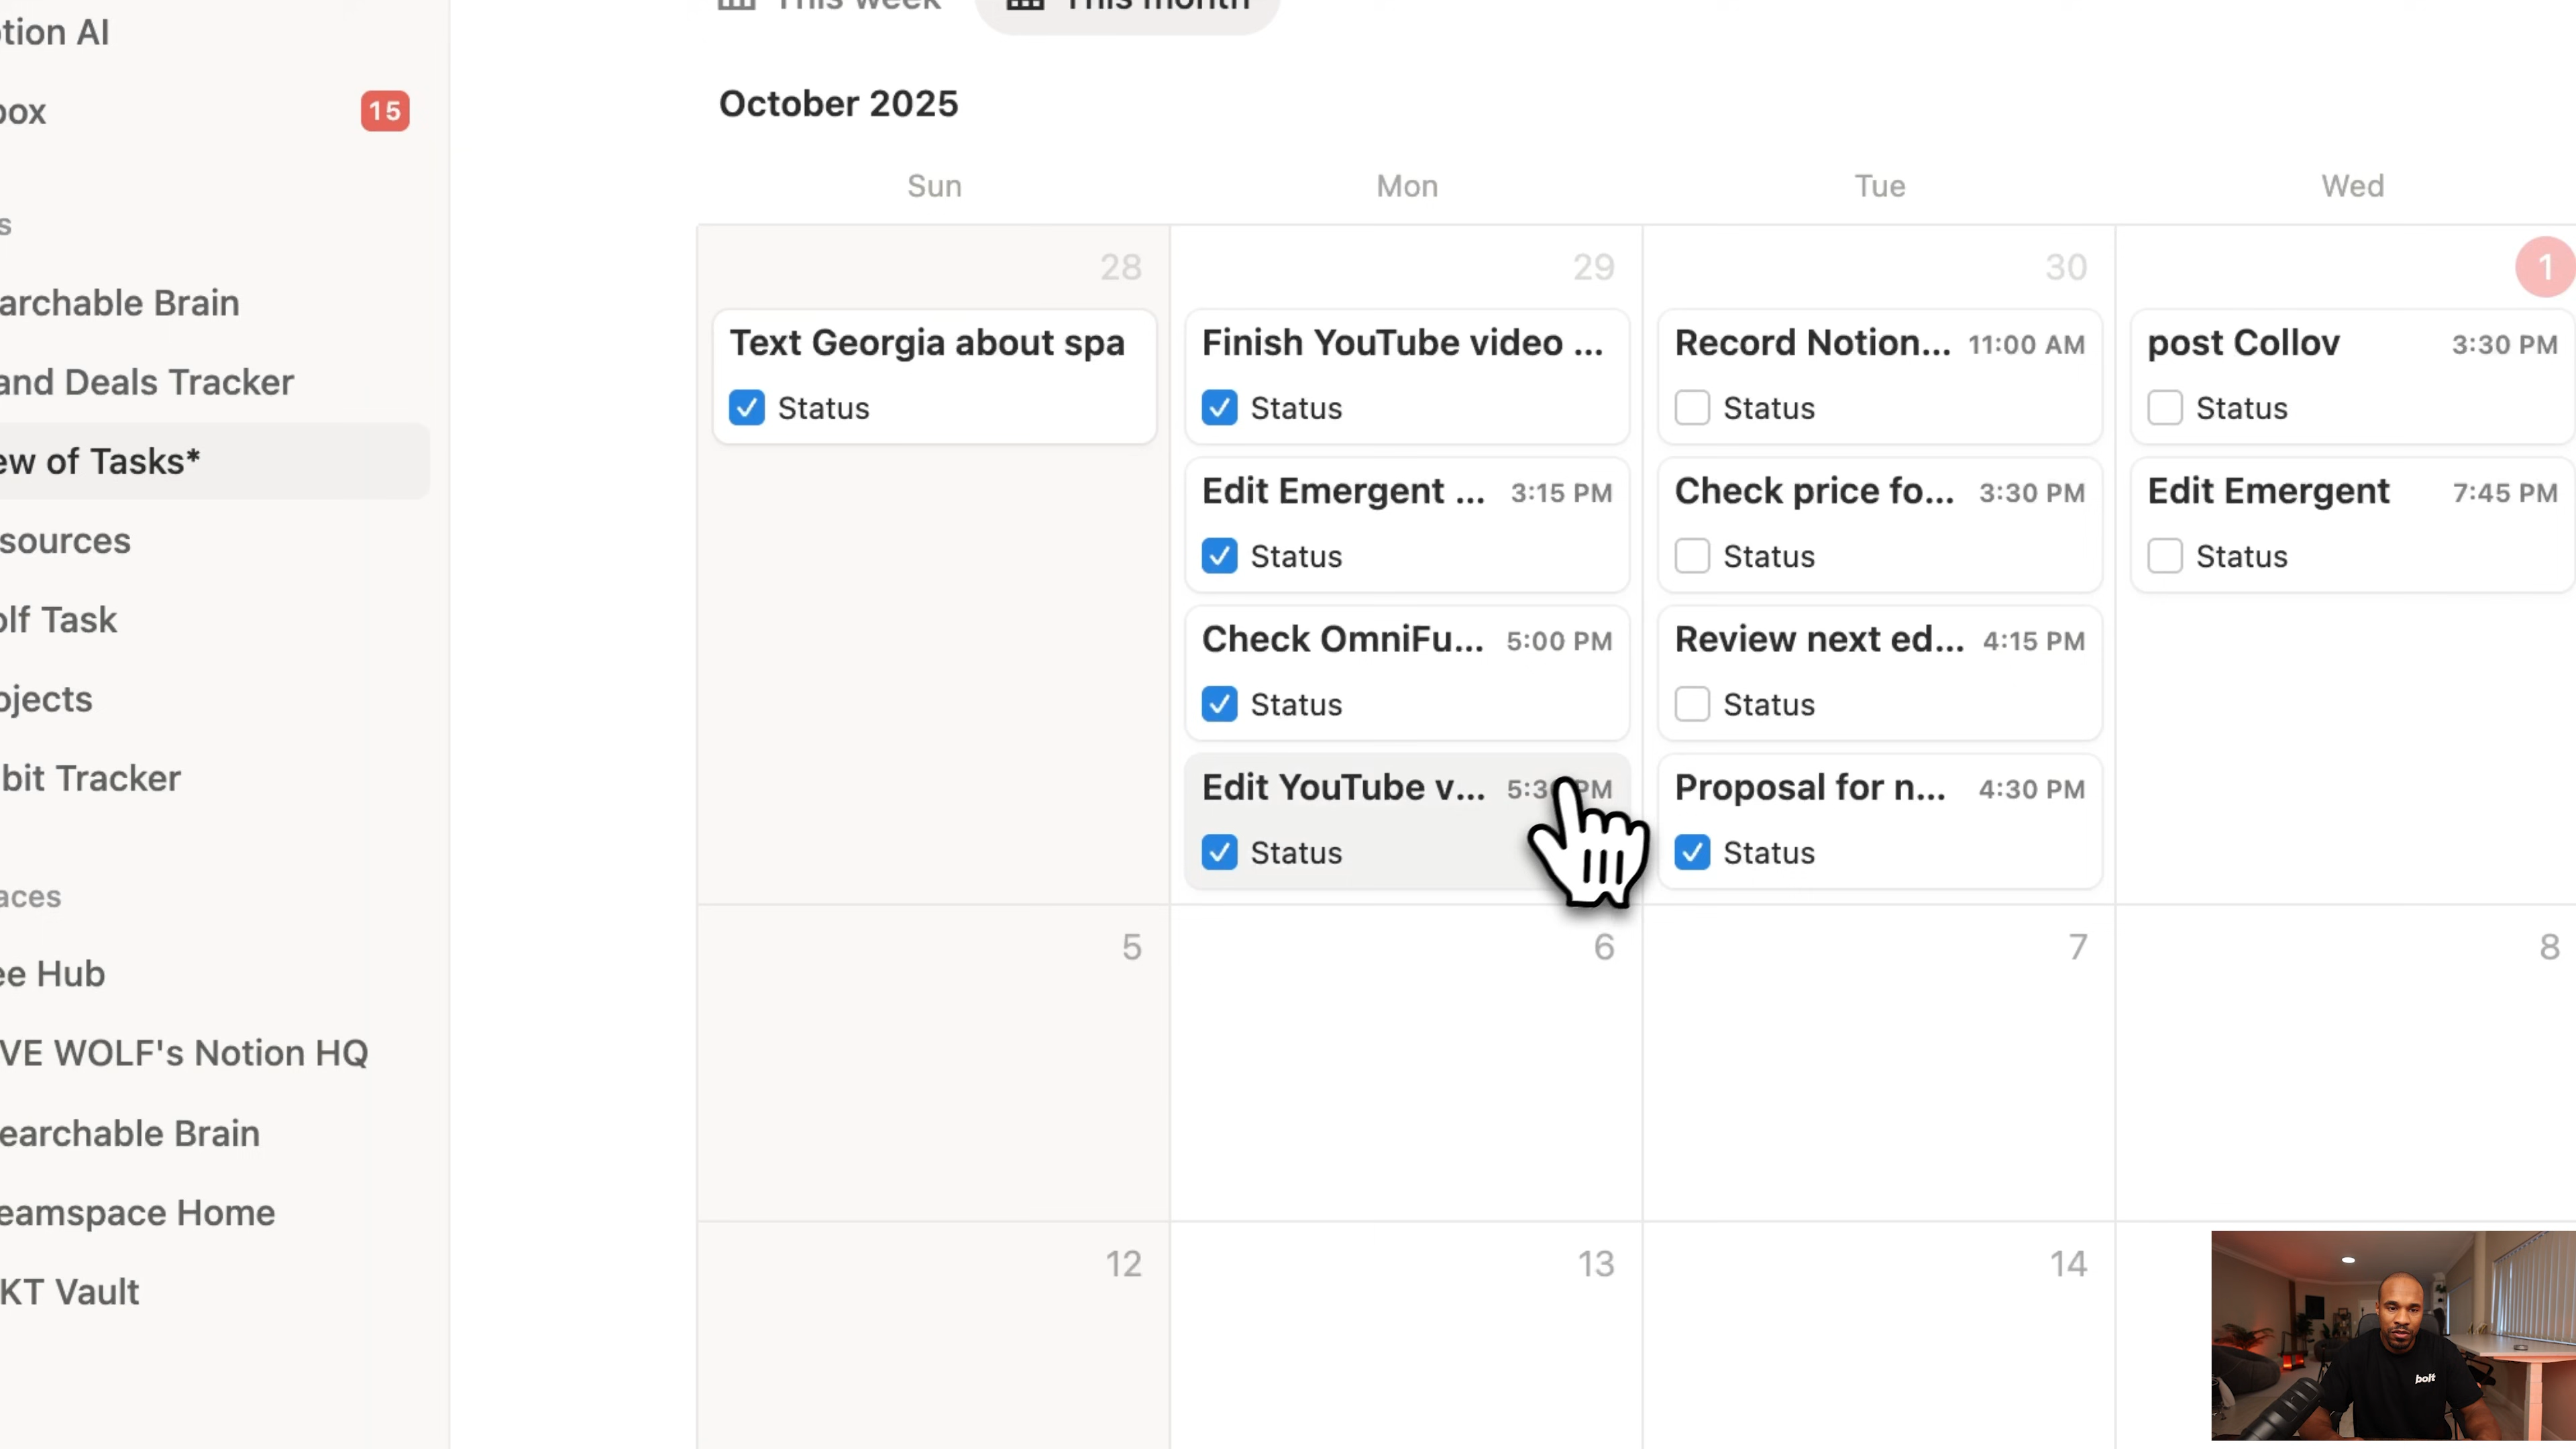 tion AI
box
15
s
archable Brain
and Deals Tracker
ew of Tasks*
sources
olf Task
ojects
bit Tracker
aces
ee Hub
VE WOLF's Notion HQ
earchable Brain
eamspace Home
KT Vault
This week
This month
October 2025
Sun
Mon
Tue
Wed
28
Text Georgia about spa
Status
29
Finish YouTube video ...
Status
Edit Emergent ... 3:15 PM
Status
Check OmniFu... 5:00 PM
Status
Edit YouTube v... 5:3 PM
Status
30
Record Notion... 11:00 AM
Status
Check price fo... 3:30 PM
Status
Review next ed... 4:15 PM
Status
Proposal for n... 4:30 PM
Status
1
post Collov 3:30 PM
Status
Edit Emergent 7:45 PM
Status
5
6
7
8
12
13
14
bolt